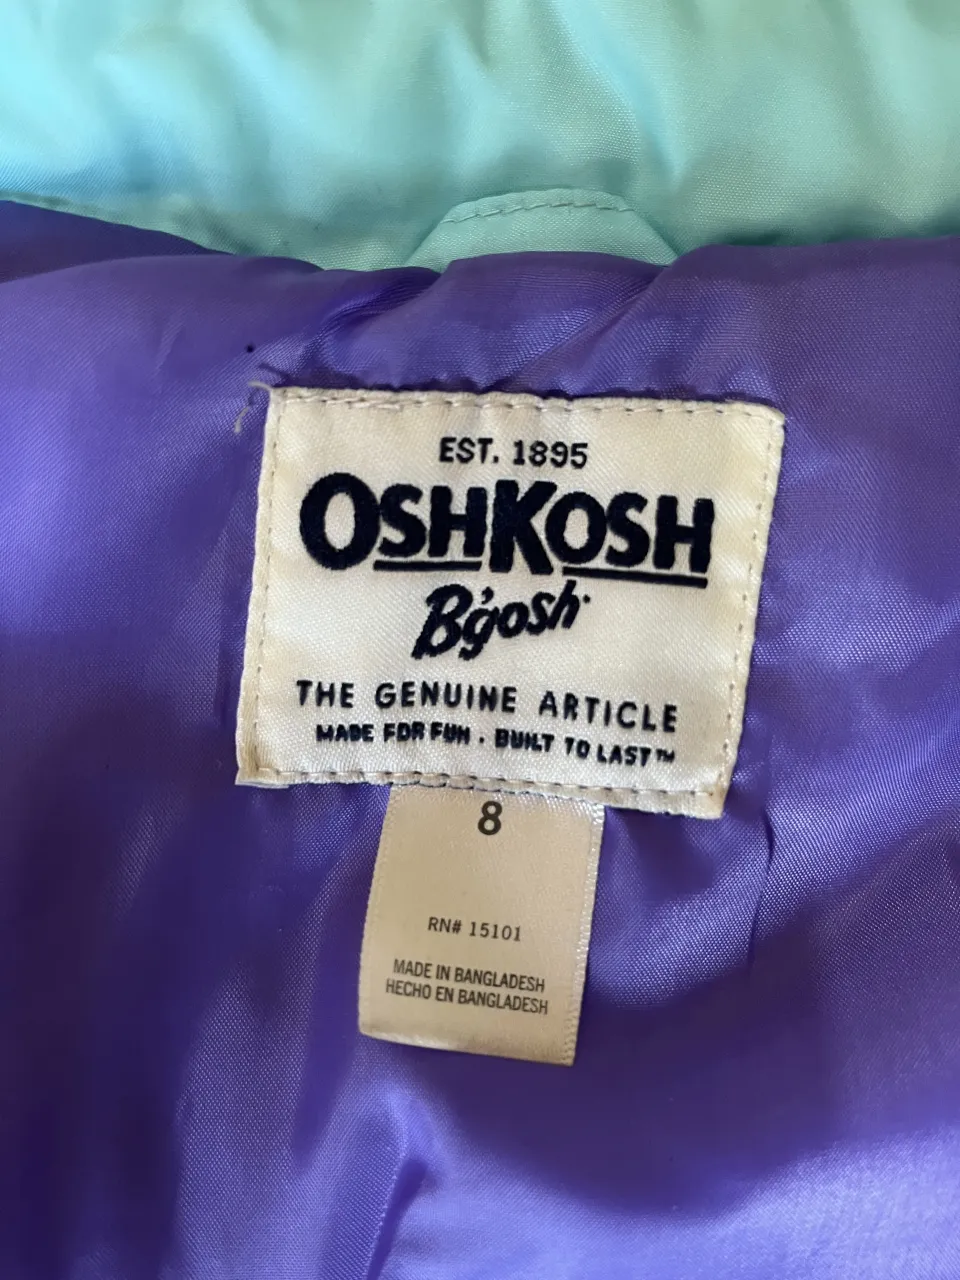 EST. 1895
OSHKOSH
B'gosh
THE GENUINE ARTICLE
MADE FOR FUN . BUILT TO LAST™
8
RN# 15101
MADE IN BANGLADESH
HECHO EN BANGLADESH